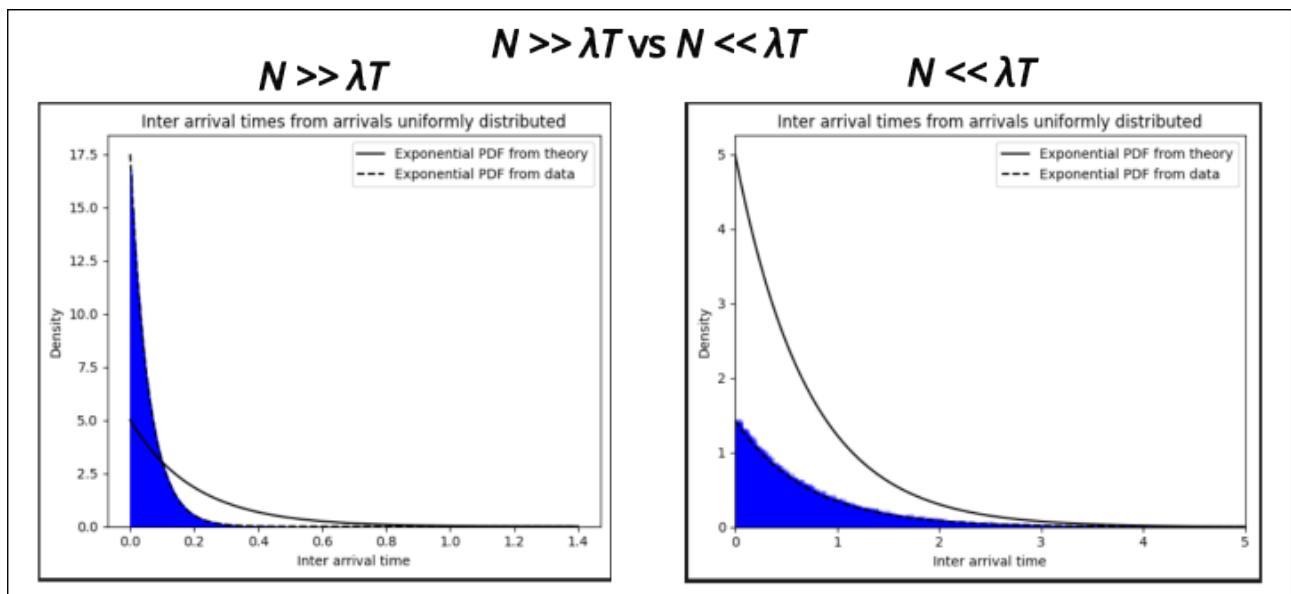 N >> λT vs N << λT
N >> λT
N << λT
Inter arrival times from arrivals uniformly distributed
Exponential PDF from theory
Exponential PDF from data
17.5
15.0
12.5
10.0
7.5
5.0
2.5
0.0
Density
0.0 0.2 0.4 0.6 0.8 1.0 1.2 1.4
Inter arrival time
Inter arrival times from arrivals uniformly distributed
Exponential PDF from theory
Exponential PDF from data
5
4
3
2
1
0
Density
0 1 2 3 4 5
Inter arrival time